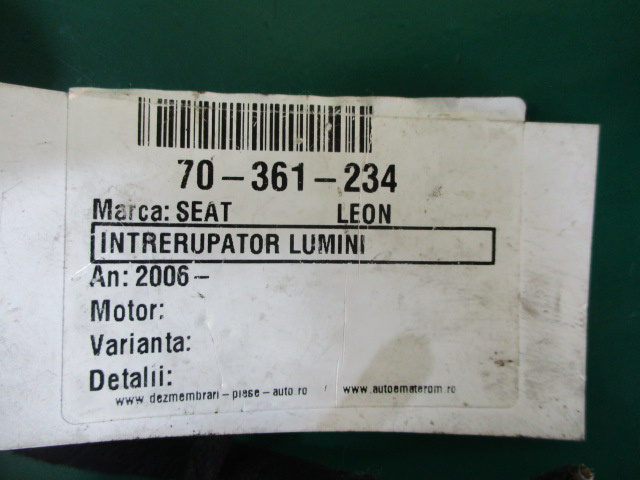 70-361-234
Marca: SEAT LEON
INTRERUPATOR LUMINI
An: 2006-
Motor:
Varianta:
Detalii:
www dezmembrari-piese-auto.ro / www.autoematerom.ro